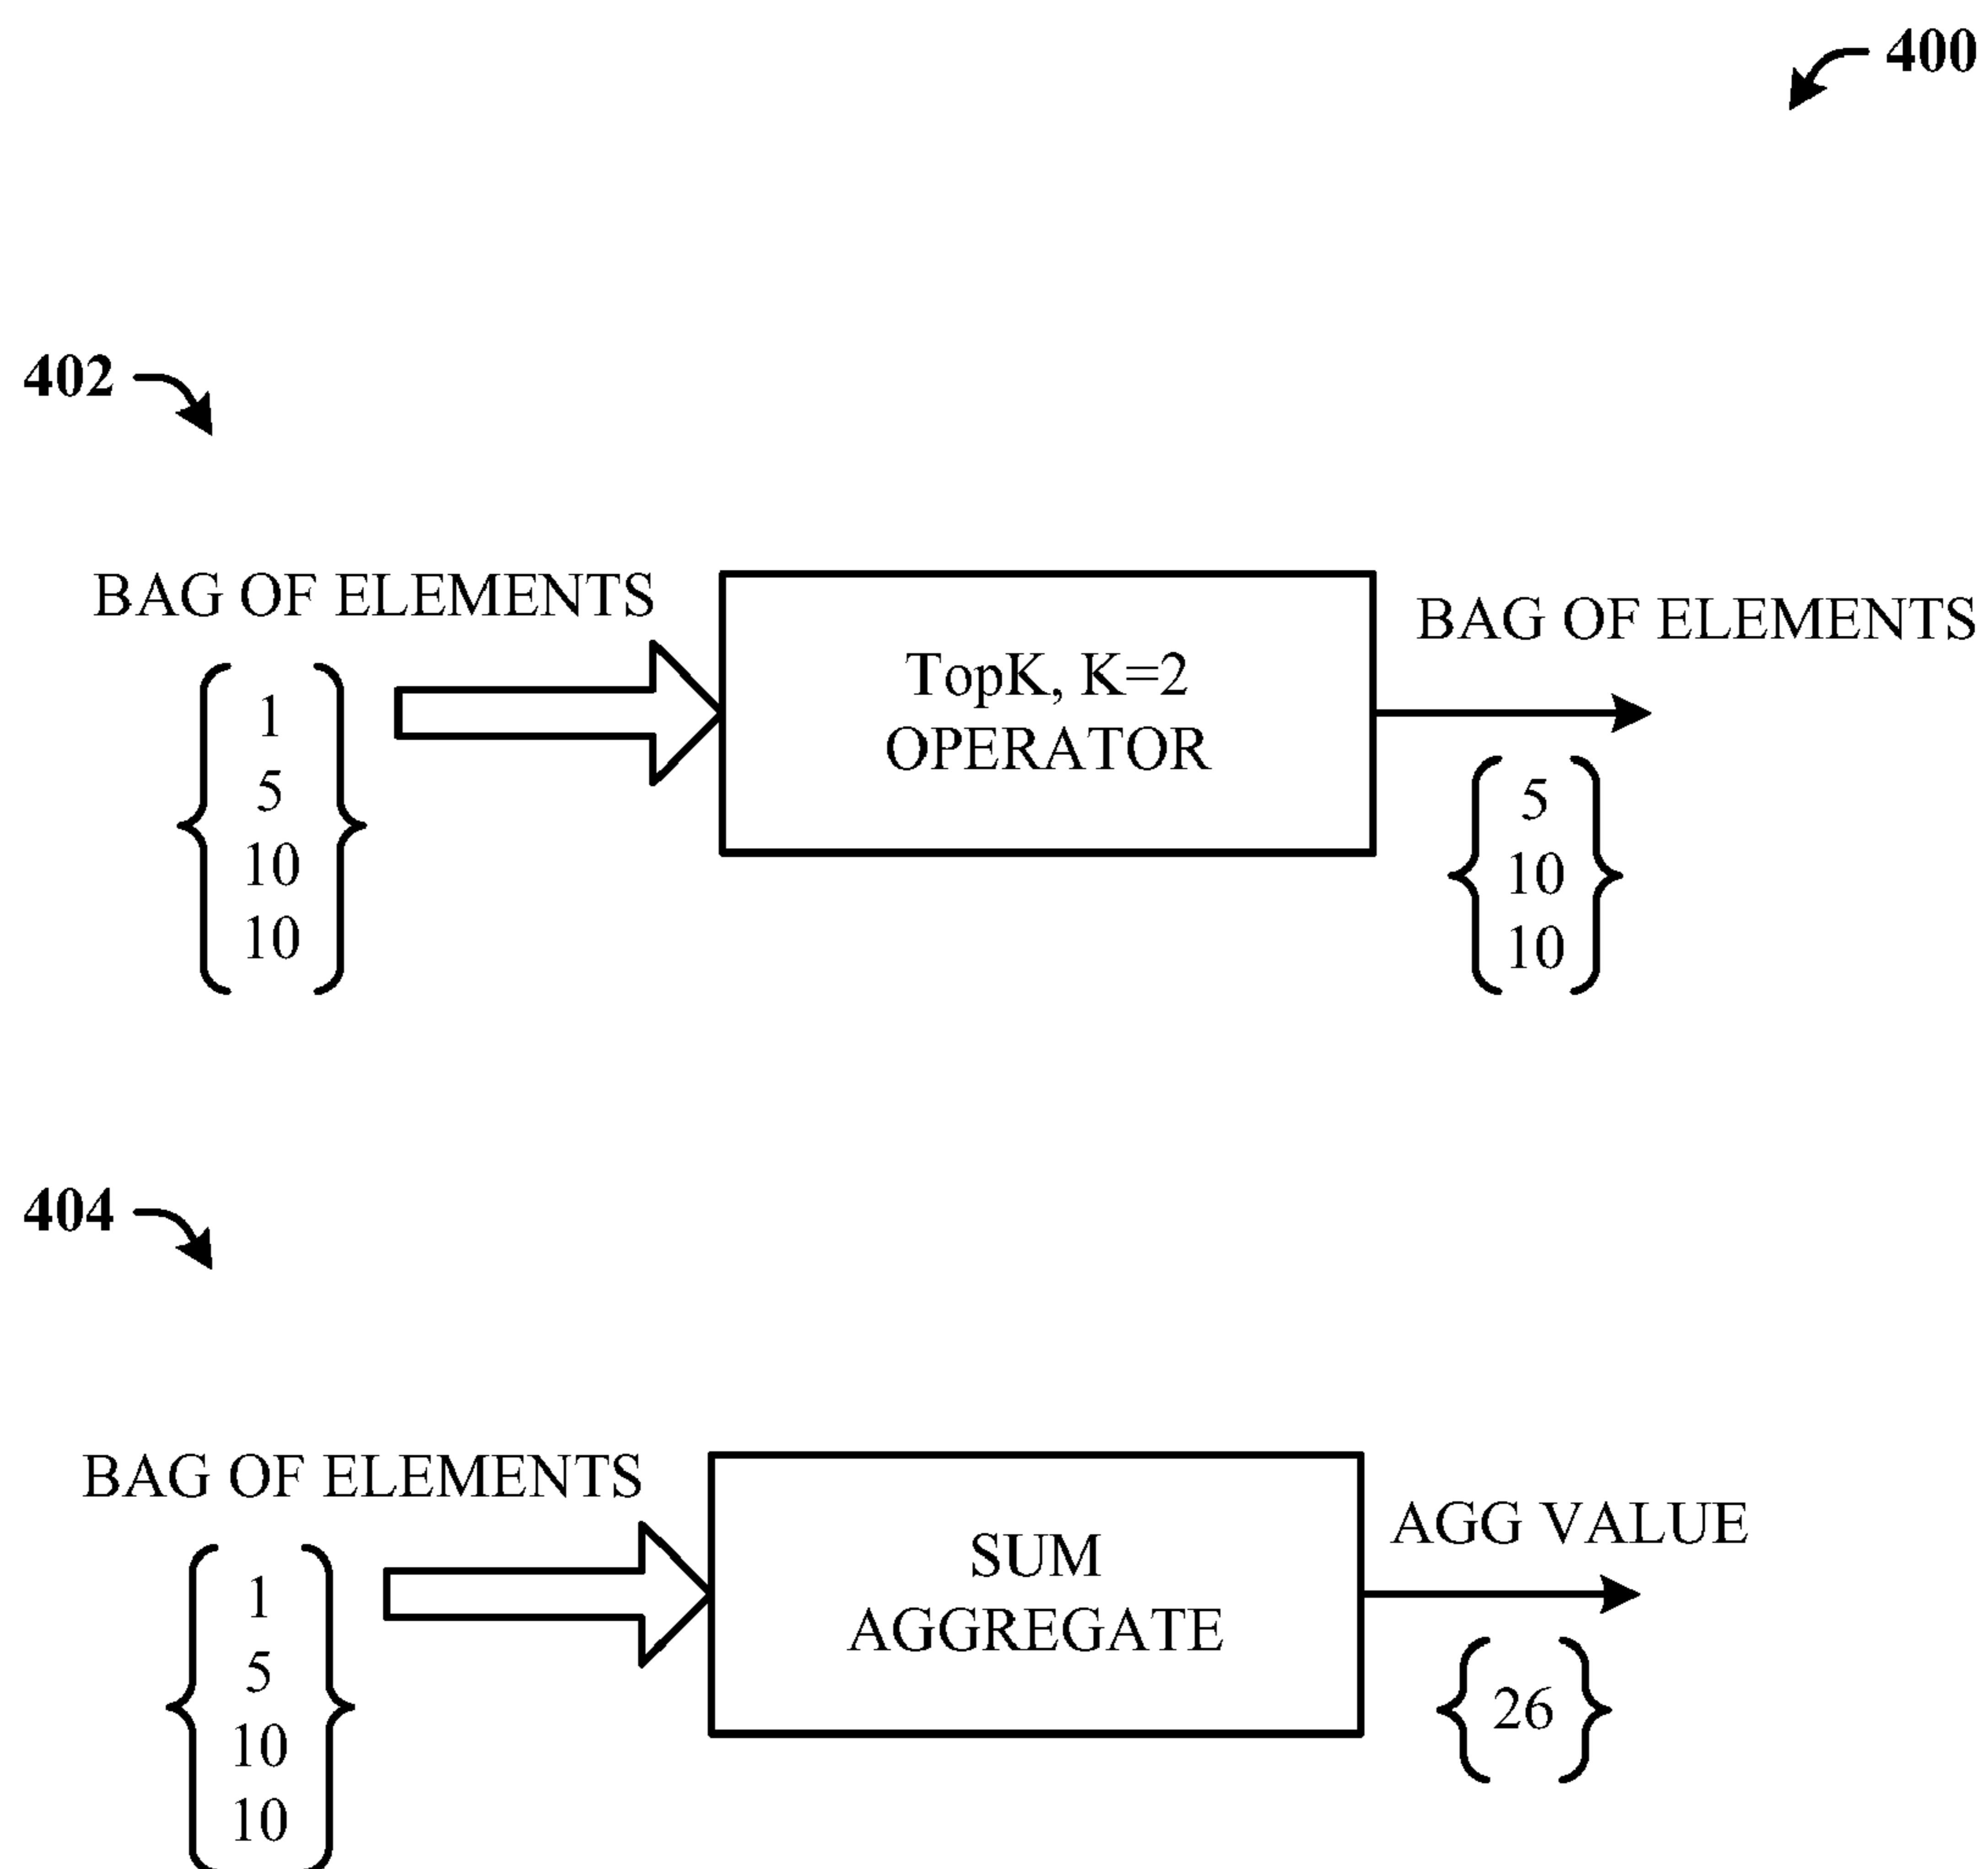 400
402
BAG OF ELEMENTS
1
5
10
10
TopK, K=2
OPERATOR
BAG OF ELEMENTS
5
10
10
404
BAG OF ELEMENTS
1
5
10
10
SUM
AGGREGATE
AGG VALUE
26